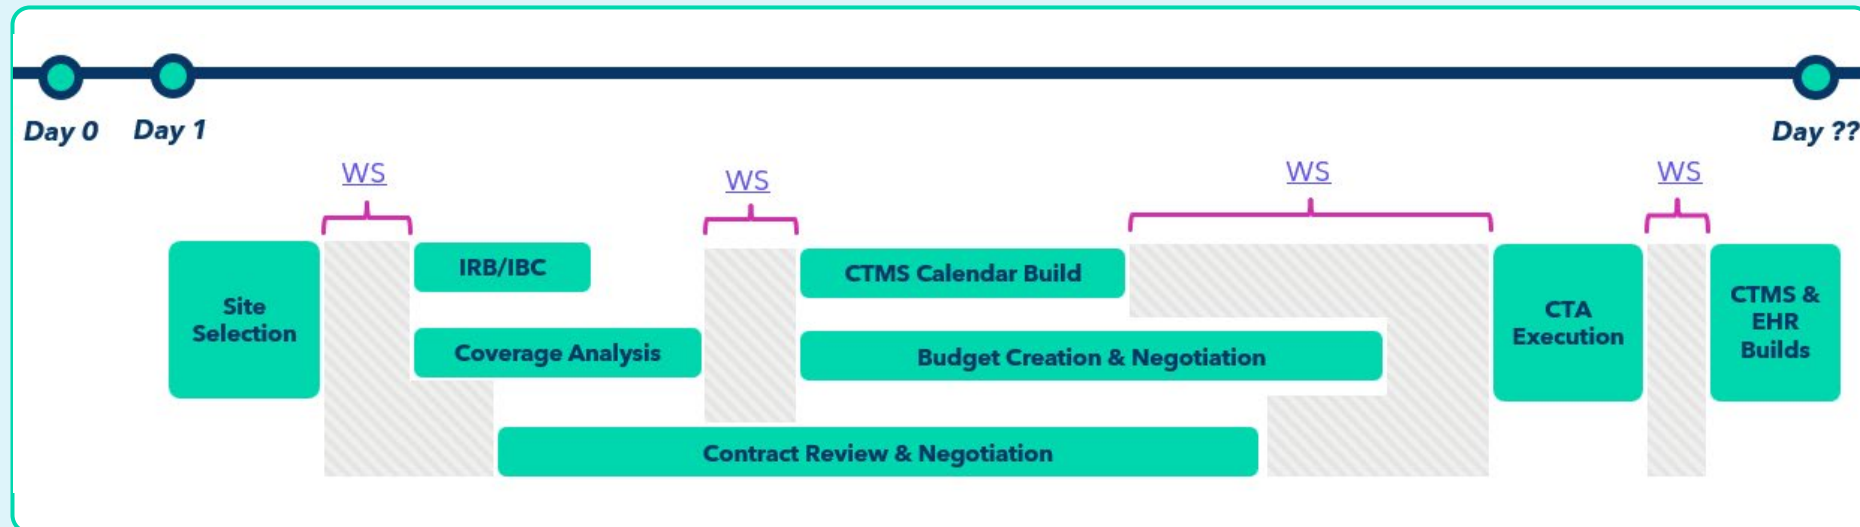 Day 0
Day 1
Day ??
WS
WS
WS
WS
Site
Selection
IRB/IBC
Coverage Analysis
CTMS Calendar Build
Budget Creation & Negotiation
Contract Review & Negotiation
CTA
Execution
CTMS &
EHR
Builds